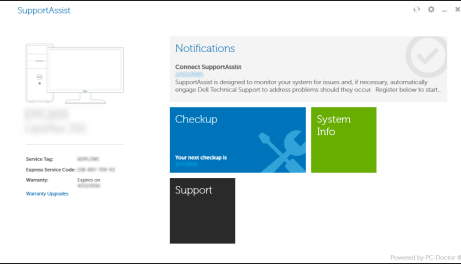 SupportAssist
Notifications
Connect SupportAssist
SupportAssist is designed to monitor your system for issues and, if necessary, automatically
engage Dell Technical Support to address problems should they occur. Register below to start...
Checkup
Your next checkup is
System
Info
Support
Service Tag:
Express Service Code:
Warranty: Expires on
Warranty Upgrades
Powered by PC-Doctor ®